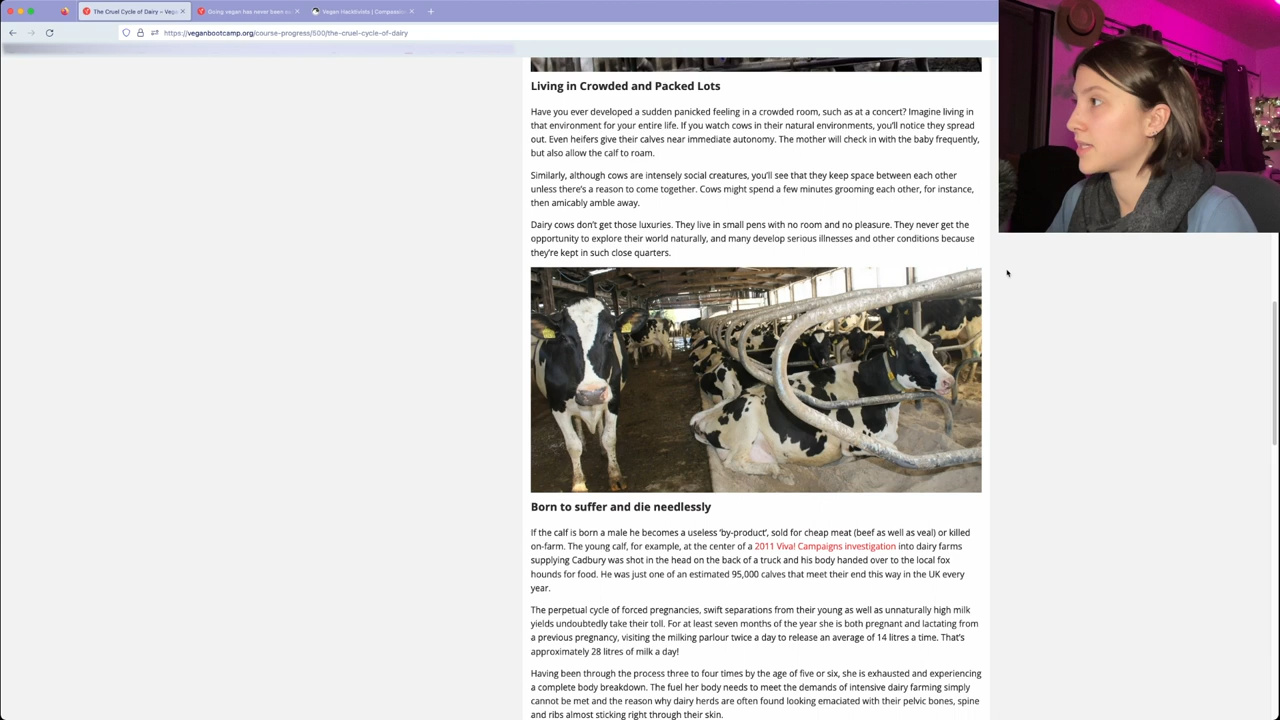 The Cruel Cycle of Dairy – Veg
Going vegan has never been e
Vegan Hacktivists | Compassion
https://veganbootcamp.org/course-progress/500/the-cruel-cycle-of-dairy
Living in Crowded and Packed Lots
Have you ever developed a sudden panicked feeling in a crowded room, such as at a concert? Imagine living in
that environment for your entire life. If you watch cows in their natural environments, you’ll notice they spread
out. Even heifers give their calves near immediate autonomy. The mother will check in with the baby frequently,
but also allow the calf to roam.
Similarly, although cows are intensely social creatures, you’ll see that they keep space between each other
unless there’s a reason to come together. Cows might spend a few minutes grooming each other, for instance,
then amicably amble away.
Dairy cows don’t get those luxuries. They live in small pens with no room and no pleasure. They never get the
opportunity to explore their world naturally, and many develop serious illnesses and other conditions because
they’re kept in such close quarters.
Born to suffer and die needlessly
If the calf is born a male he becomes a useless ‘by-product’, sold for cheap meat (beef as well as veal) or killed
on-farm. The young calf, for example, at the center of a 2011 Viva! Campaigns investigation into dairy farms
supplying Cadbury was shot in the head on the back of a truck and his body handed over to the local fox
hounds for food. He was just one of an estimated 95,000 calves that meet their end this way in the UK every
year.
The perpetual cycle of forced pregnancies, swift separations from their young as well as unnaturally high milk
yields undoubtedly take their toll. For at least seven months of the year she is both pregnant and lactating from
a previous pregnancy, visiting the milking parlour twice a day to release an average of 14 litres a time. That’s
approximately 28 litres of milk a day!
Having been through the process three to four times by the age of five or six, she is exhausted and experiencing
a complete body breakdown. The fuel her body needs to meet the demands of intensive dairy farming simply
cannot be met and the reason why dairy herds are often found looking emaciated with their pelvic bones, spine
and ribs almost sticking right through their skin.